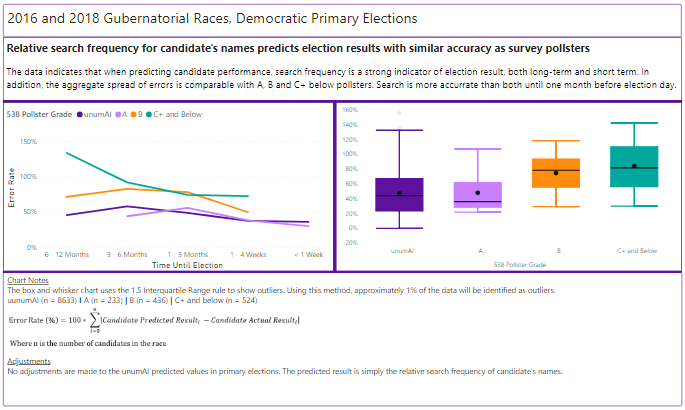 2016 and 2018 Gubernatorial Races, Democratic Primary Elections
Relative search frequency for candidate's names predicts election results with similar accuracy as survey pollsters
The data indicates that when predicting candidate performance, search frequency is a strong indicator of election result, both long-term and short term. In
addition, the aggregate spread of errors is comparable with A, B and C+ below pollsters. Search is more accurrate than both until one month before election day.
538 Pollster Grade unumAI A B C+ and Below
150%
100%
50%
0%
Error Rate
6 - 12 Months 3 - 6 Months 1 - 3 Months 1 - 4 Weeks < 1 Week
Time Until Election
160%
140%
120%
100%
80%
60%
40%
20%
0%
-20%
unumAI A B C+ and Below
538 Pollster Grade
Chart Notes
The box and whisker chart uses the 1.5 Interquartile Range rule to show outliers. Using this method, approximately 1% of the data will be identified as outliers.
uunumAI (n = 8633) I A (n = 233) | B (n = 436) | C+ and below (n = 524)
Error Rate (%) = 100 * n ∑ i=0 |Candidate Predicted Result i − Candidate Actual Result i|
Where n is the number of candidates in the race
Adjustments
No adjustments are made to the unumAI predicted values in primary elections. The predicted result is simply the relative search frequency of candidate's names.